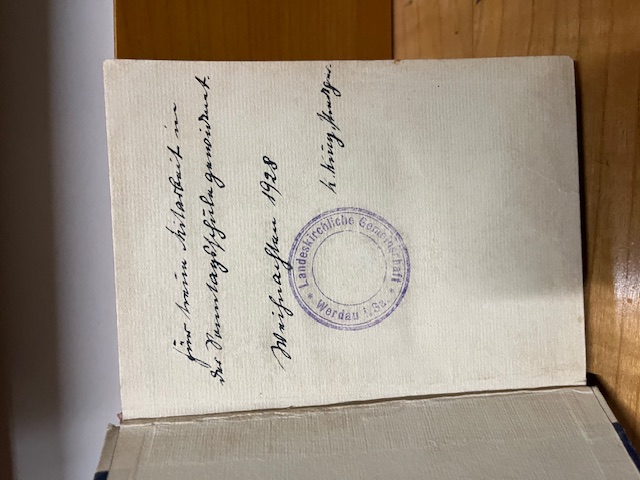 Für treue Mitarbeit in
der Sonntagsschule gewidmet.
Weihnachten 1928
Landeskirchliche Gemeinschaft
* Werdau i. Sa. *